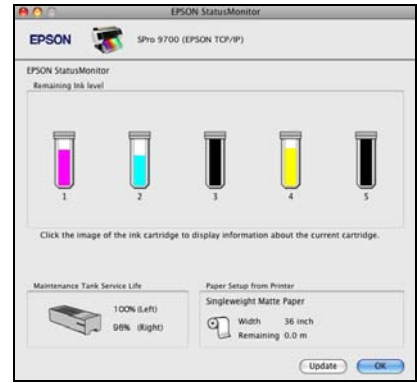 EPSON StatusMonitor
EPSON SPro 9700 (EPSON TCP/IP)
EPSON StatusMonitor
Remaining Ink level
1 2 3 4 5
Click the image of the ink cartridge to display information about the current cartridge.
Maintenance Tank Service Life
100% (Left)
98% (Right)
Paper Setup from Printer
Singleweight Matte Paper
Width 36 inch
Remaining 0.0 m
Update OK